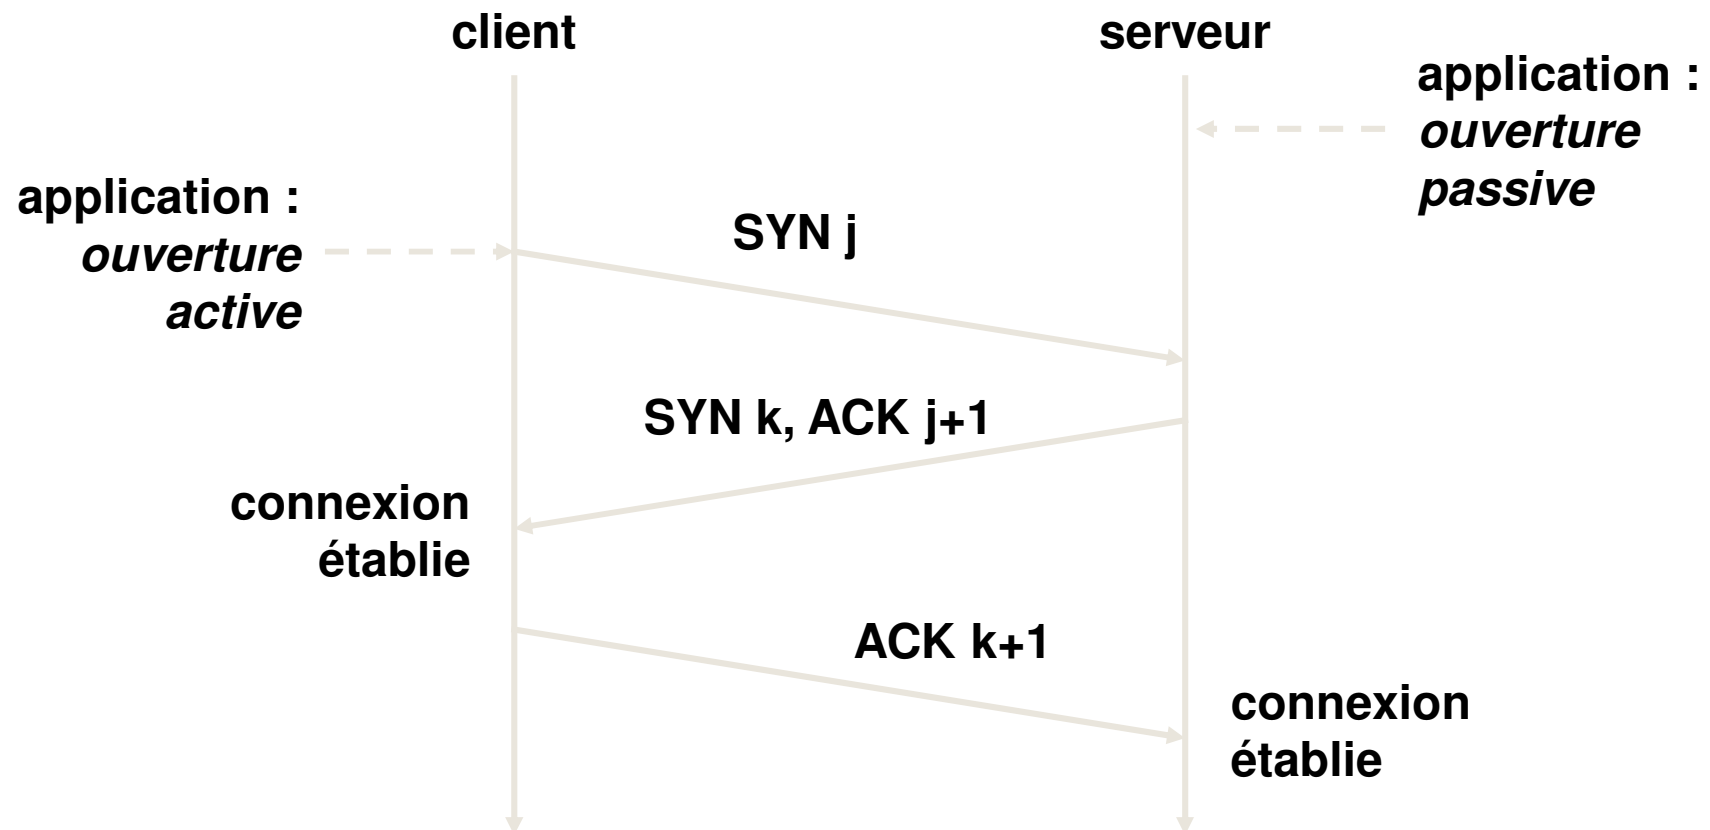 client
serveur
application :
ouverture
passive
application :
ouverture
active
SYN j
SYN k, ACK j+1
connexion
établie
ACK k+1
connexion
établie